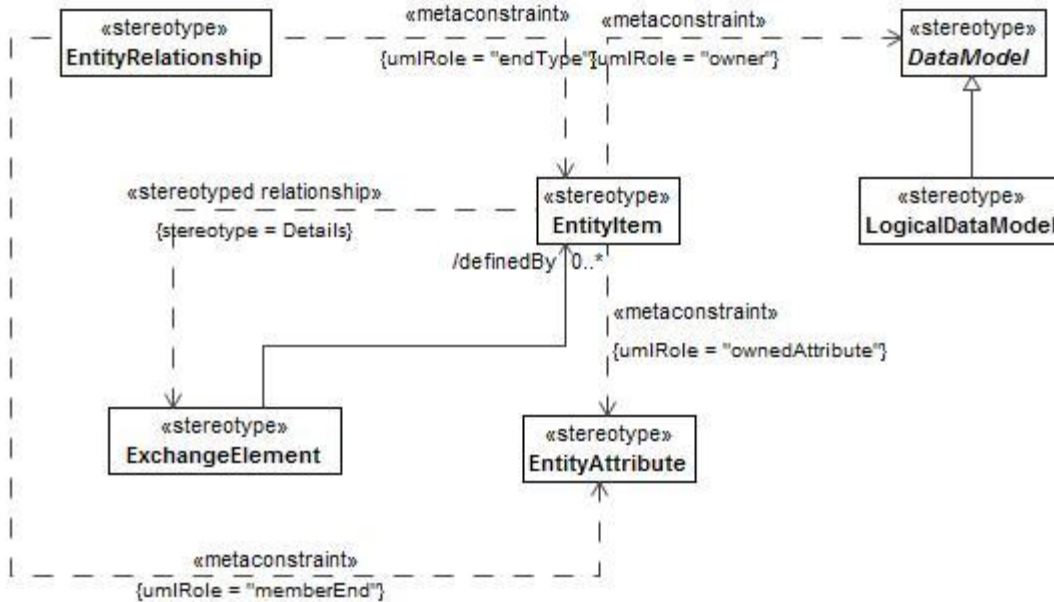 «metaconstraint»
«metaconstraint»
«stereotype»
EntityRelationship
{umlRole = "endType"}
{umlRole = "owner"}
«stereotype»
DataModel
«stereotyped relationship»
{stereotype = Details}
«stereotype»
EntityItem
«stereotype»
LogicalDataModel
/definedBy 0..*
«metaconstraint»
{umlRole = "ownedAttribute"}
«stereotype»
ExchangeElement
«stereotype»
EntityAttribute
«metaconstraint»
{umlRole = "memberEnd"}